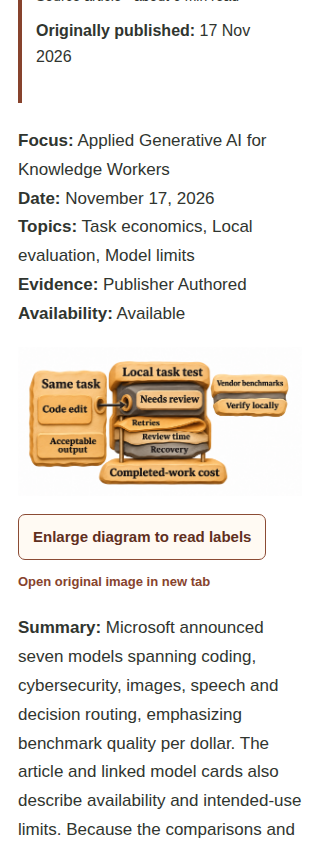 Originally published: 17 Nov
2026
Focus: Applied Generative AI for
Knowledge Workers
Date: November 17, 2026
Topics: Task economics, Local
evaluation, Model limits
Evidence: Publisher Authored
Availability: Available
Same task
Code edit
Acceptable
output
Local task test
Needs review
Retries
Review time
Recovery
Completed-work cost
Vendor benchmarks
Verify locally
Enlarge diagram to read labels
Open original image in new tab
Summary: Microsoft announced
seven models spanning coding,
cybersecurity, images, speech and
decision routing, emphasizing
benchmark quality per dollar. The
article and linked model cards also
describe availability and intended-use
limits. Because the comparisons and